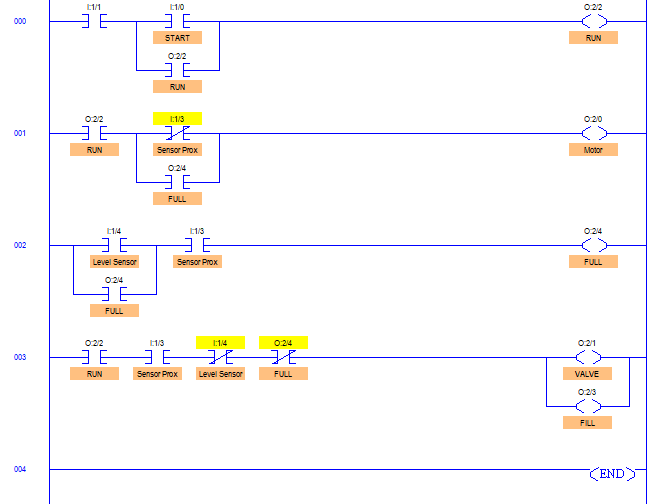 I:1/1 I:1/0 O:2/2
000
START RUN
O:2/2
RUN
O:2/2 I:1/3 O:2/0
001
RUN Sensor Prox Motor
O:2/4
FULL
I:1/4 I:1/3 O:2/4
002
Level Sensor Sensor Prox FULL
O:2/4
FULL
O:2/2 I:1/3 I:1/4 O:2/4 O:2/1
003
RUN Sensor Prox Level Sensor FULL VALVE
O:2/3
FILL
004 END